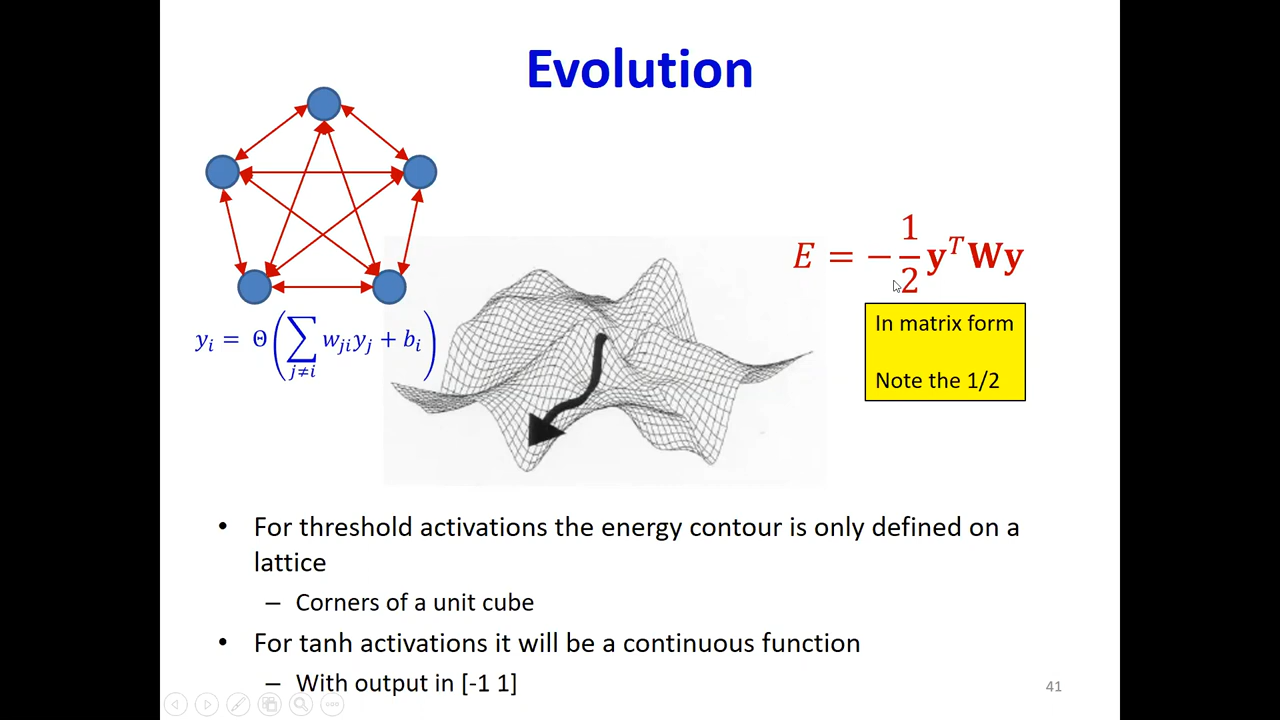 Evolution
E = −1/2 y^T Wy
y_i = Θ(∑_{j≠i} w_{ji} y_j + b_i)
In matrix form
Note the 1/2
• For threshold activations the energy contour is only defined on a
lattice
– Corners of a unit cube
• For tanh activations it will be a continuous function
– With output in [-1 1]
41